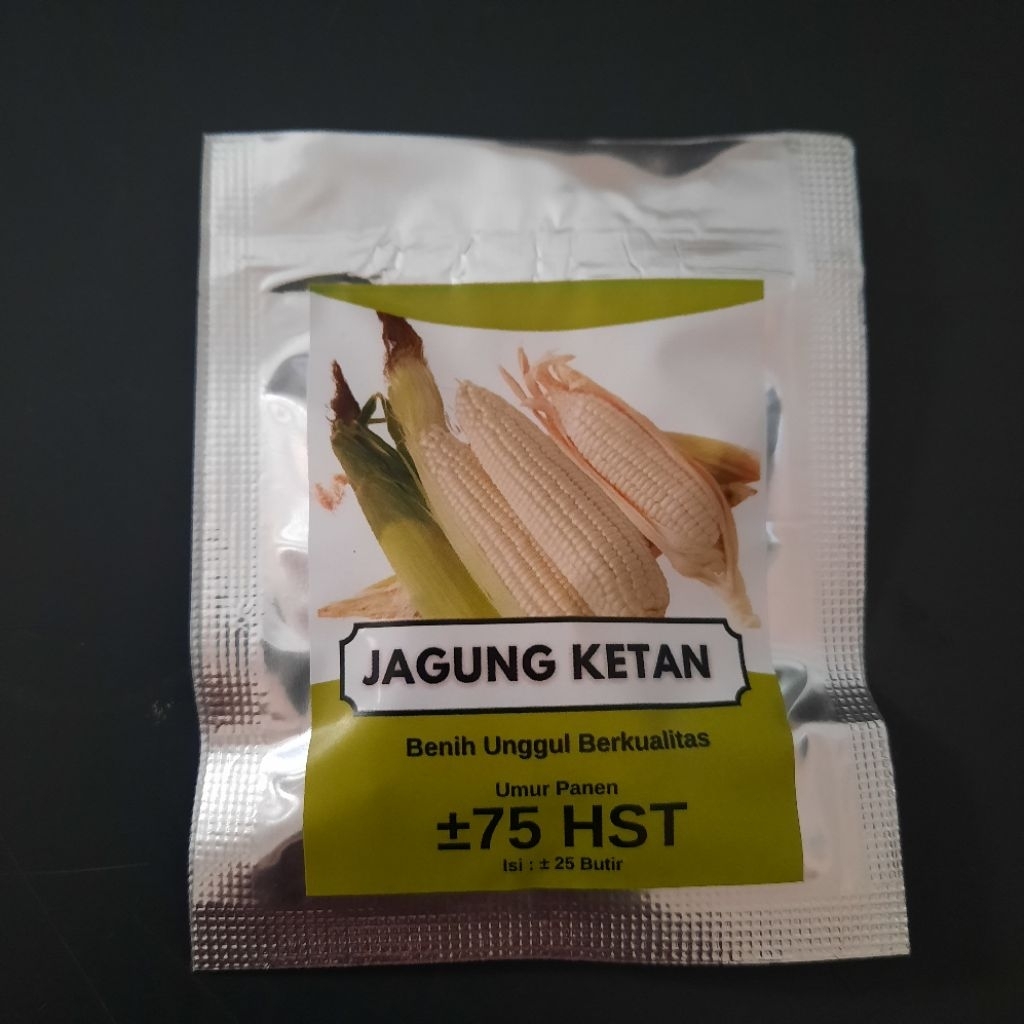 JAGUNG KETAN
Benih Unggul Berkualitas
Umur Panen
±75 HST
Isi : ± 25 Butir